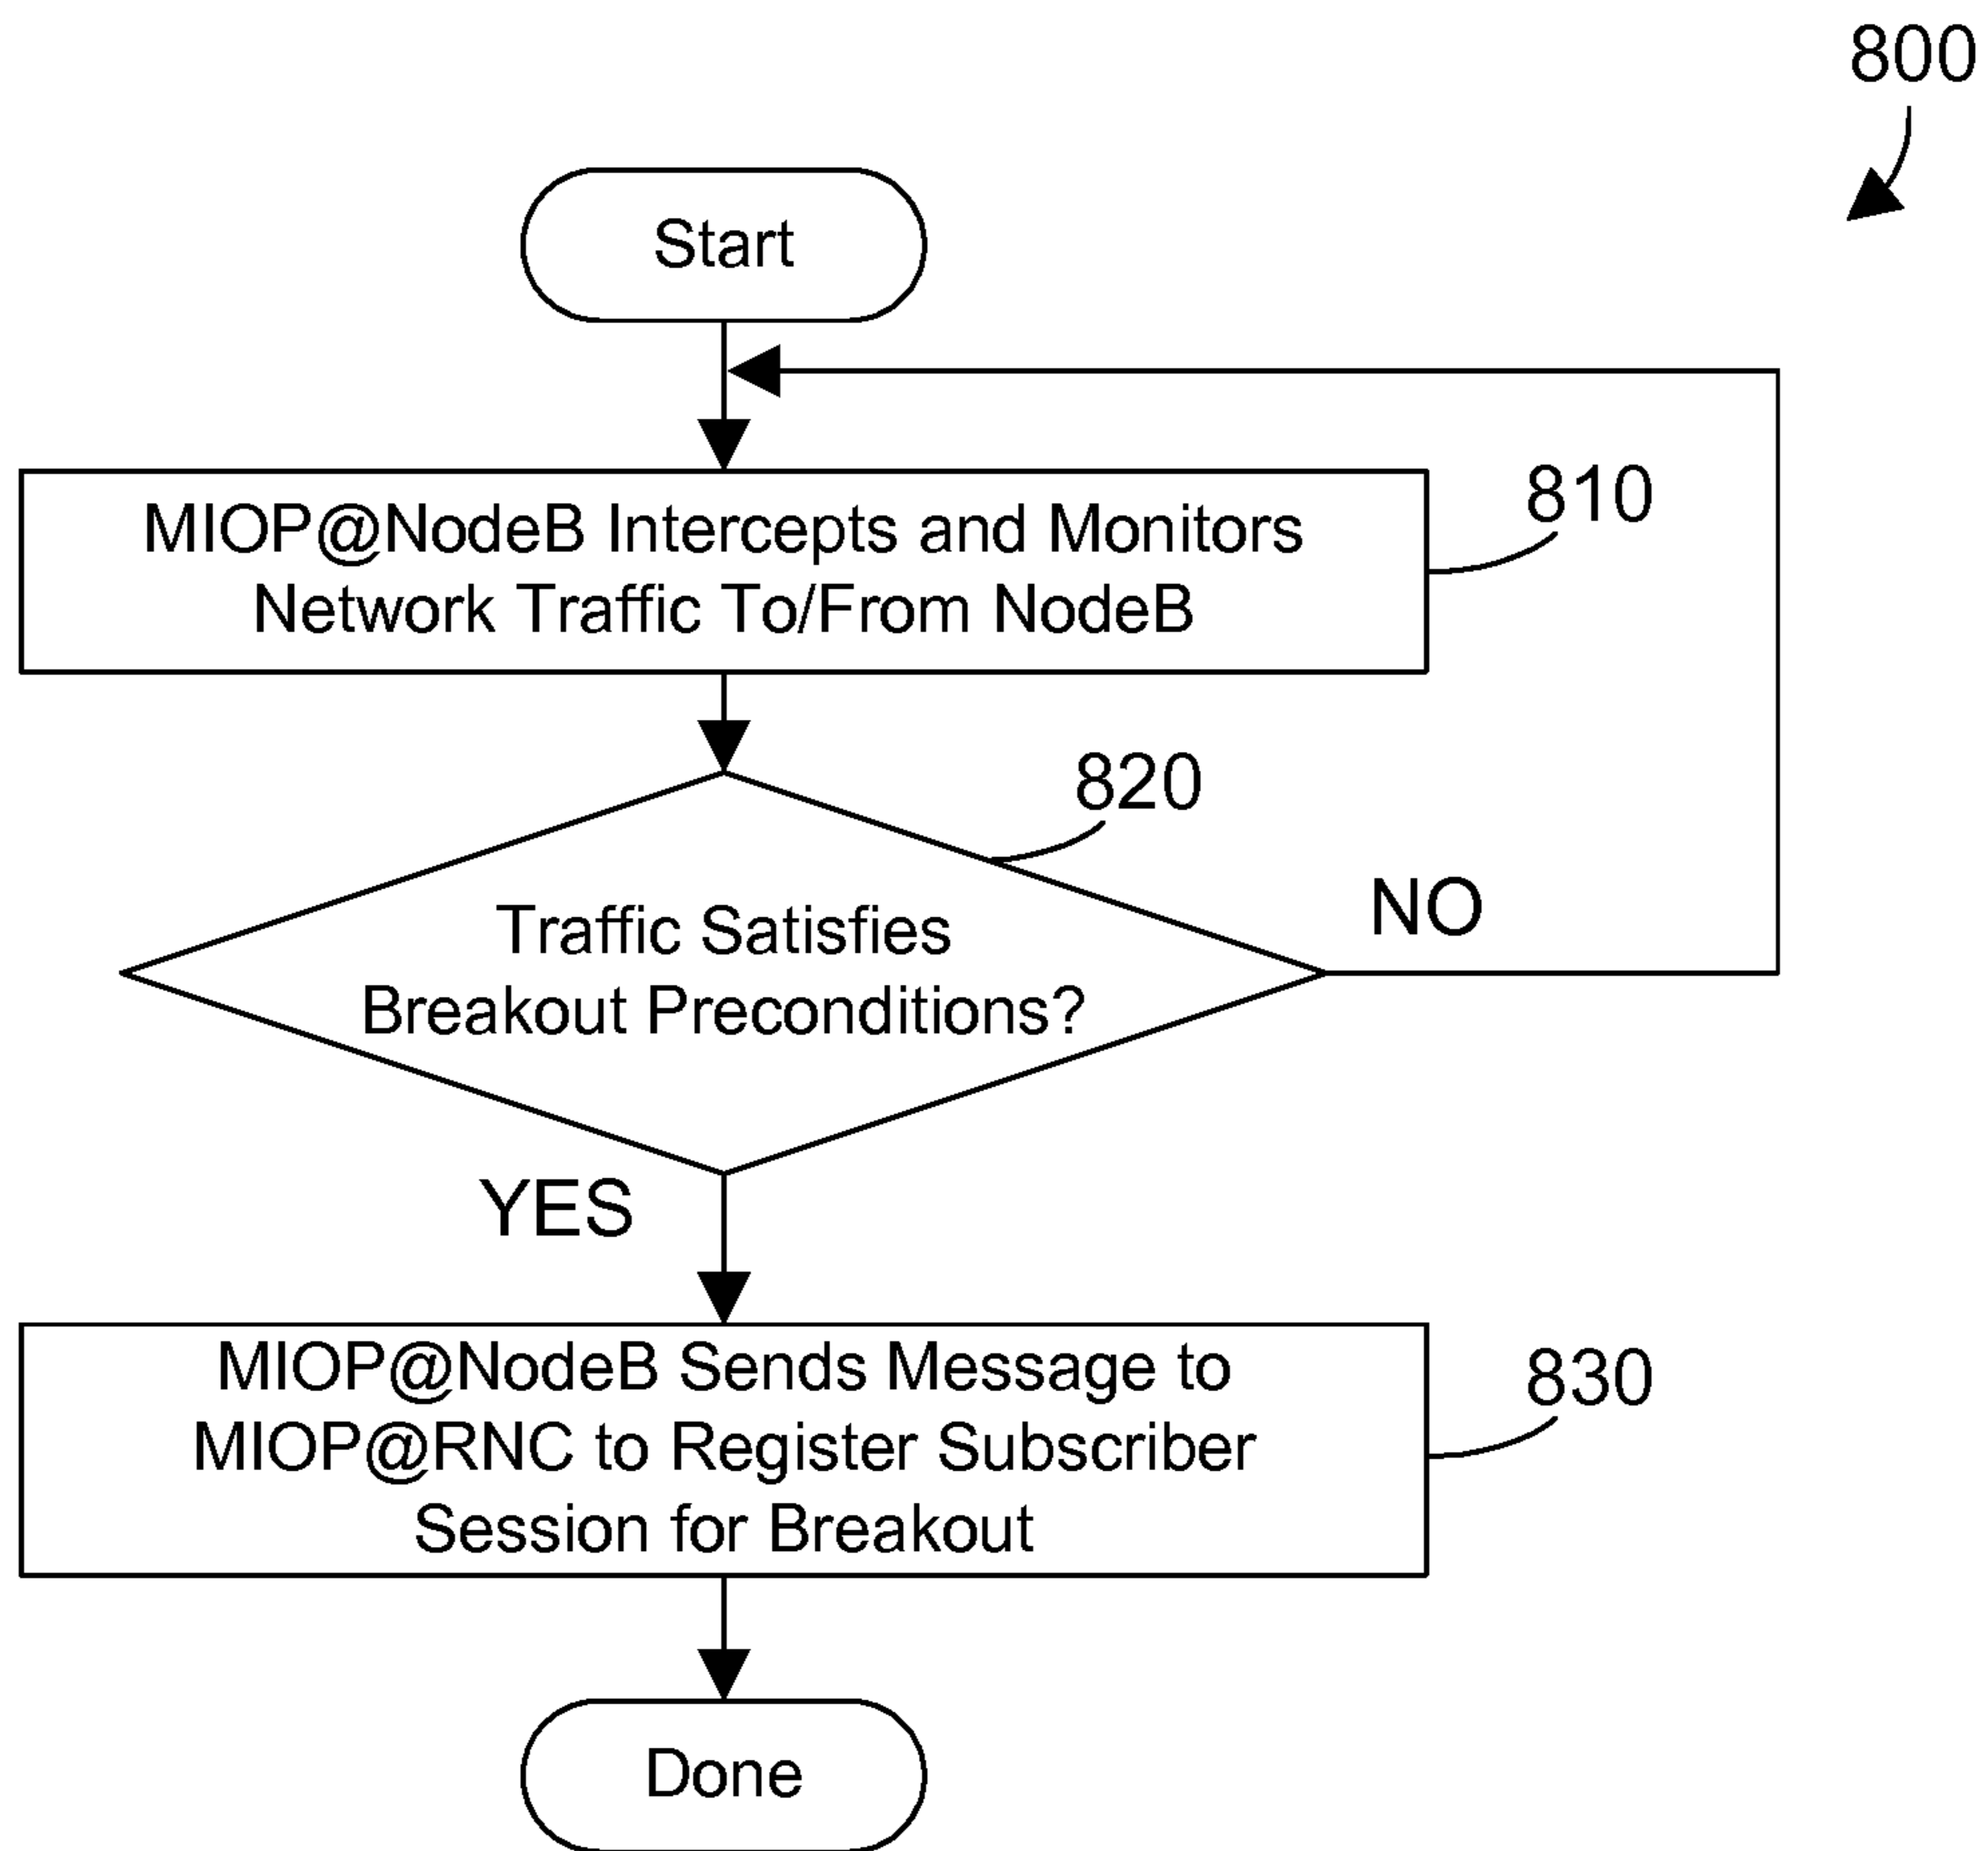 800
Start
MIOP@NodeB Intercepts and Monitors
Network Traffic To/From NodeB
810
820
Traffic Satisfies
Breakout Preconditions?
NO
YES
MIOP@NodeB Sends Message to
MIOP@RNC to Register Subscriber
Session for Breakout
830
Done